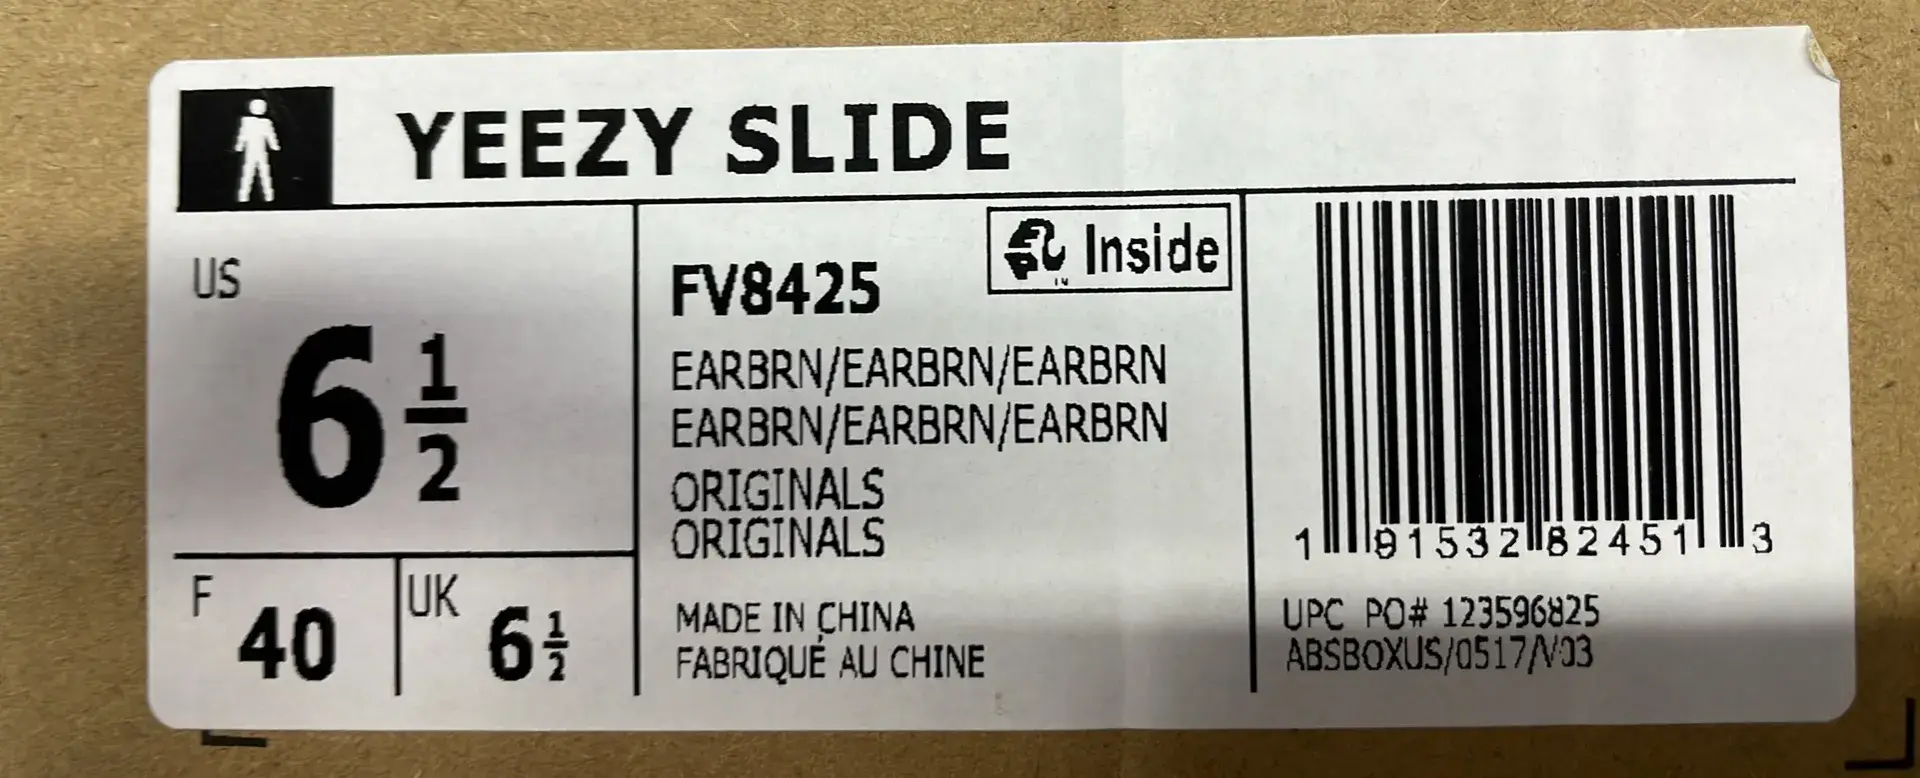 YEEZY SLIDE
US
6 1/2
F
40
UK
6 1/2
FV8425
Inside
EARBRN/EARBRN/EARBRN
EARBRN/EARBRN/EARBRN
ORIGINALS
ORIGINALS
MADE IN CHINA
FABRIQUÉ AU CHINE
1 91532 82451 3
UPC PO# 123596825
ABSBOXUS/0517/V03